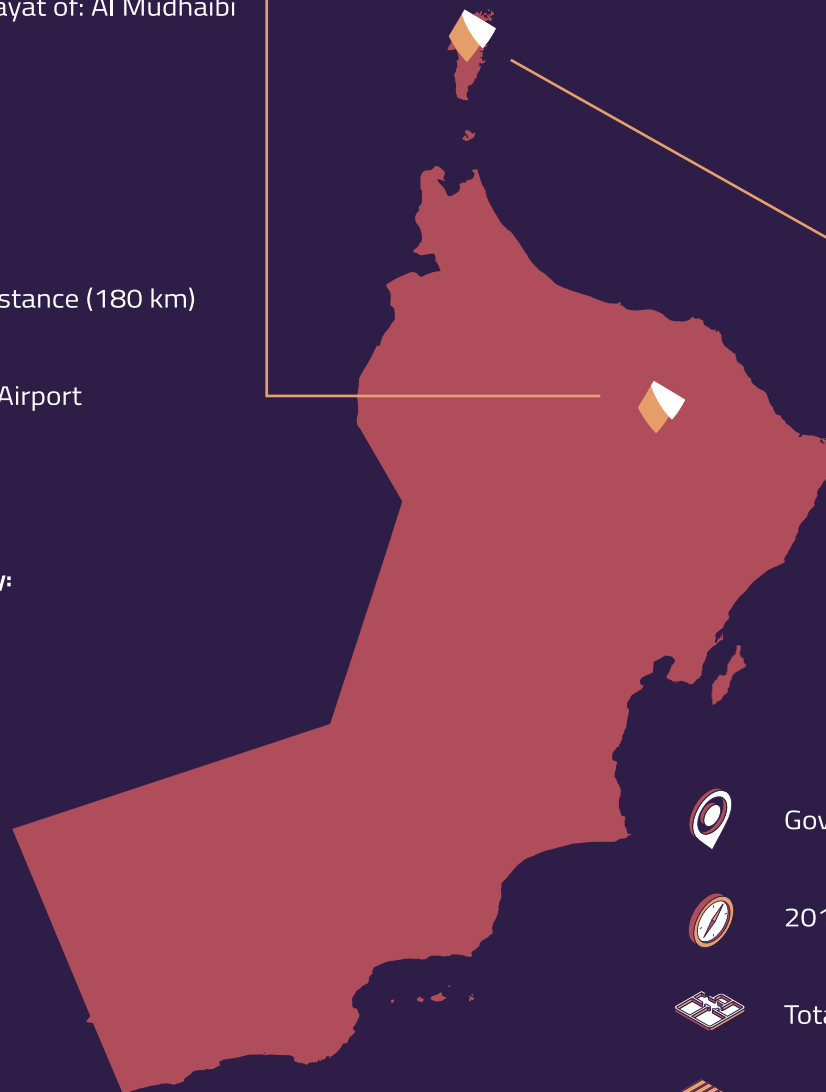 ayat of: Al Mudhaibi
stance (180 km)
Airport
y:
Gov
201
Tota